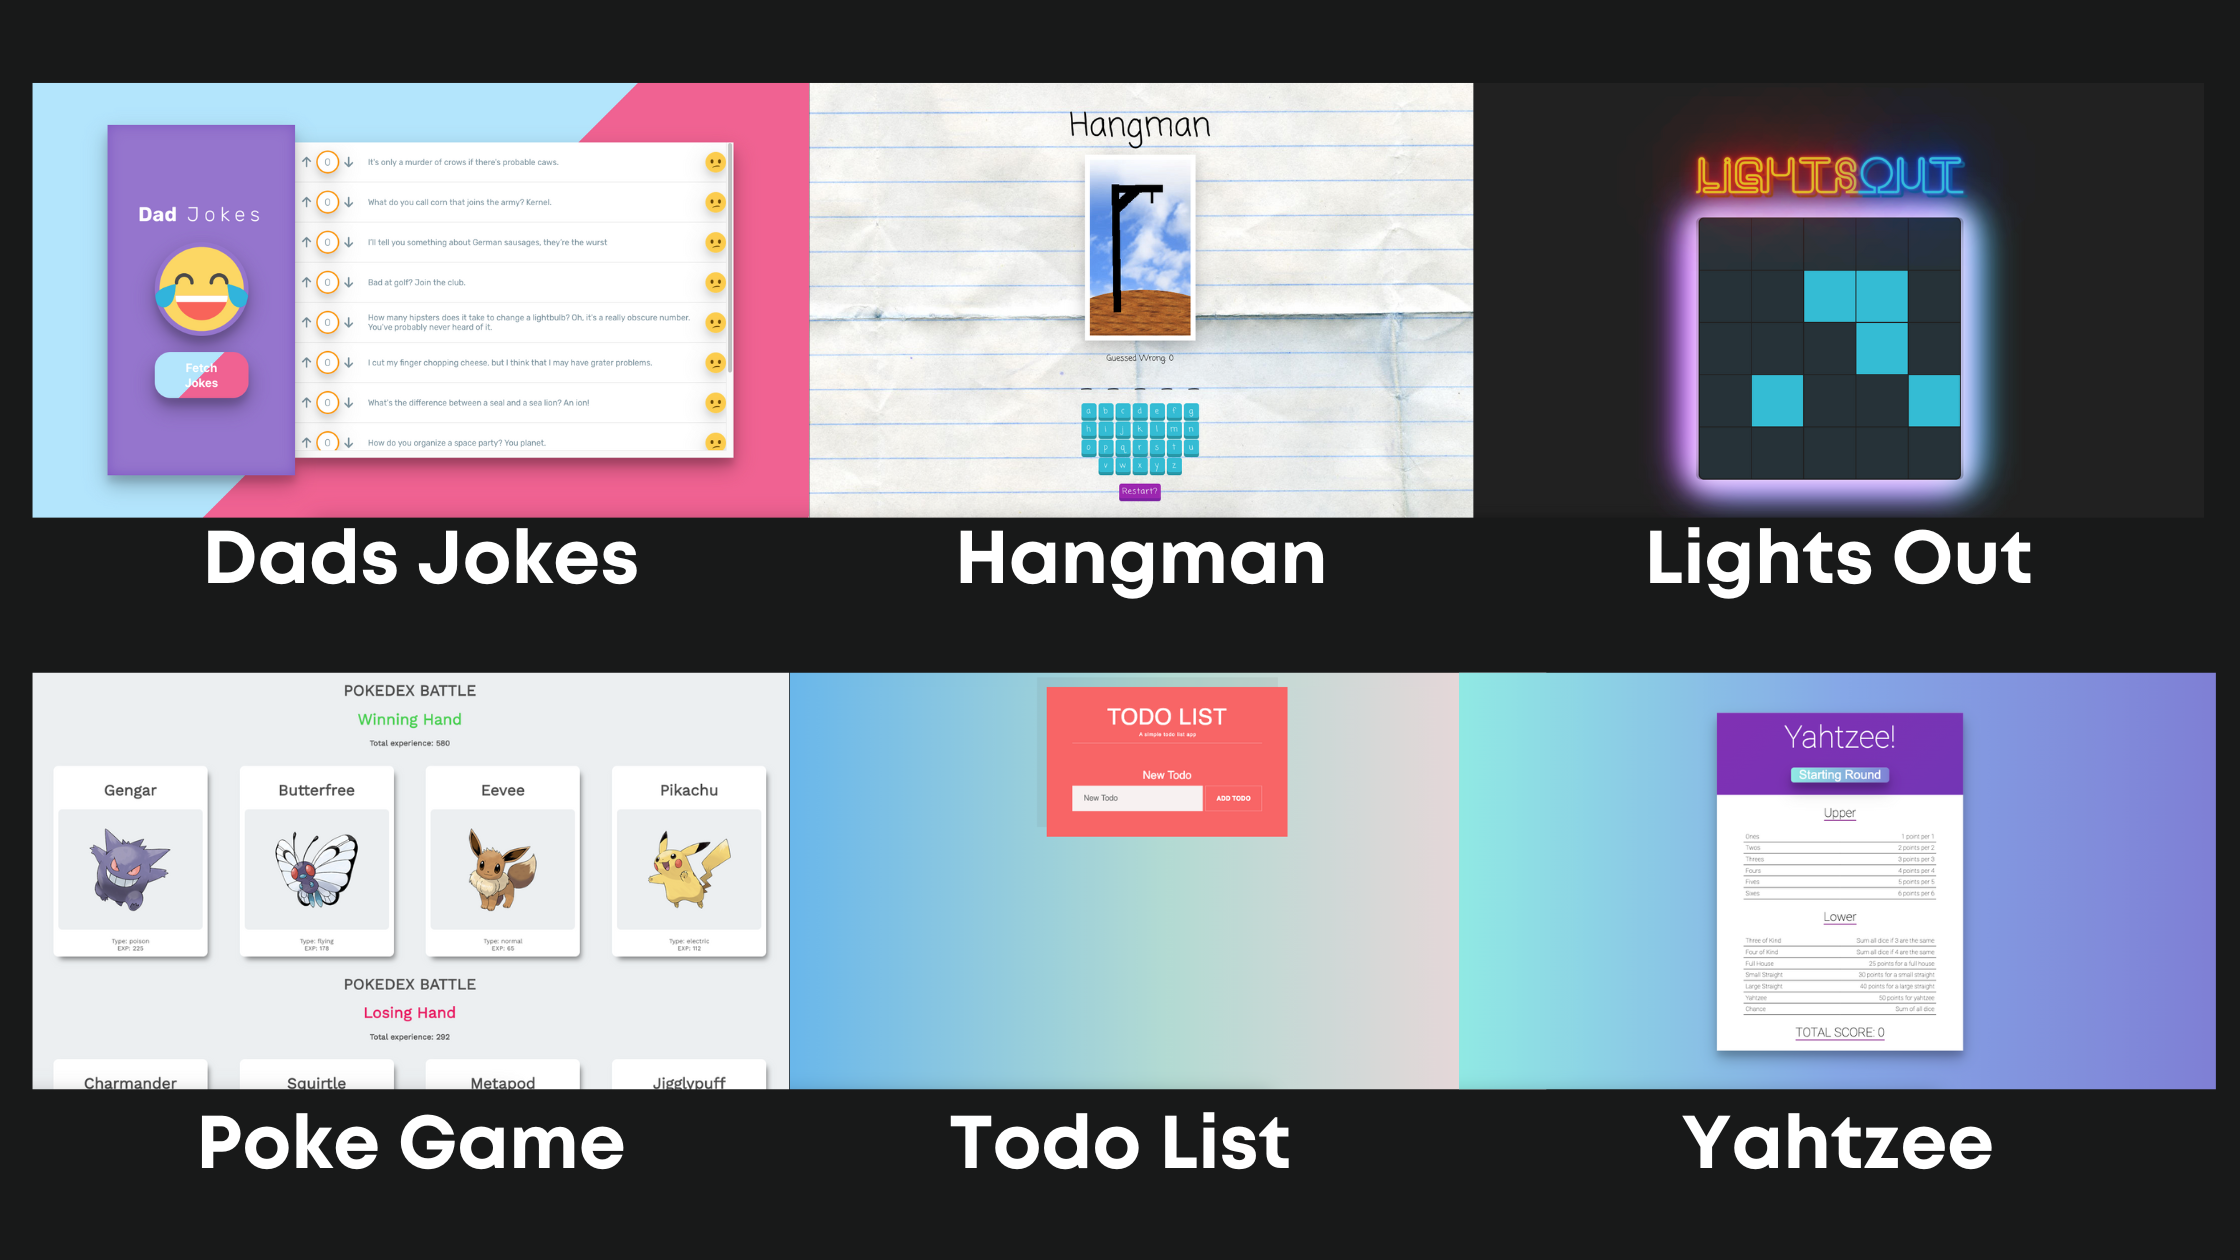 Dad Jokes
Fetch
Jokes
0 It's only a murder of crows if there's probable caws.
0 What do you call corn that joins the army? Kernel.
0 I'll tell you something about German sausages, they're the wurst
0 Bad at golf? Join the club.
0 How many hipsters does it take to change a lightbulb? Oh, it's a really obscure number.
You've probably never heard of it.
0 I cut my finger chopping cheese, but I think that I may have grater problems.
0 What's the difference between a seal and a sea lion? An ion!
0 How do you organize a space party? You planet.
Hangman
Guessed Wrong: 0
_ _ _ _ _
a b c d e f g
h i j k l m n
o p q r s t u
v w x y z
Restart?
LIGHTSOUT
Dads Jokes
Hangman
Lights Out
POKEDEX BATTLE
Winning Hand
Total experience: 580
Gengar Butterfree Eevee Pikachu
Type: poison Type: flying Type: normal Type: electric
EXP: 225 EXP: 178 EXP: 65 EXP: 112
POKEDEX BATTLE
Losing Hand
Total experience: 292
Charmander Squirtle Metapod Jigglypuff
TODO LIST
A simple todo list app
New Todo
New Todo ADD TODO
Yahtzee!
Starting Round
Upper
Ones 1 point per 1
Twos 2 points per 2
Threes 3 points per 3
Fours 4 points per 4
Fives 5 points per 5
Sixes 6 points per 6
Lower
Three of Kind Sum all dice if 3 are the same
Four of Kind Sum all dice if 4 are the same
Full House 25 points for a full house
Small Straight 30 points for a small straight
Large Straight 40 points for a large straight
Yahtzee 50 points for yahtzee
Chance Sum of all dice
TOTAL SCORE: 0
Poke Game
Todo List
Yahtzee